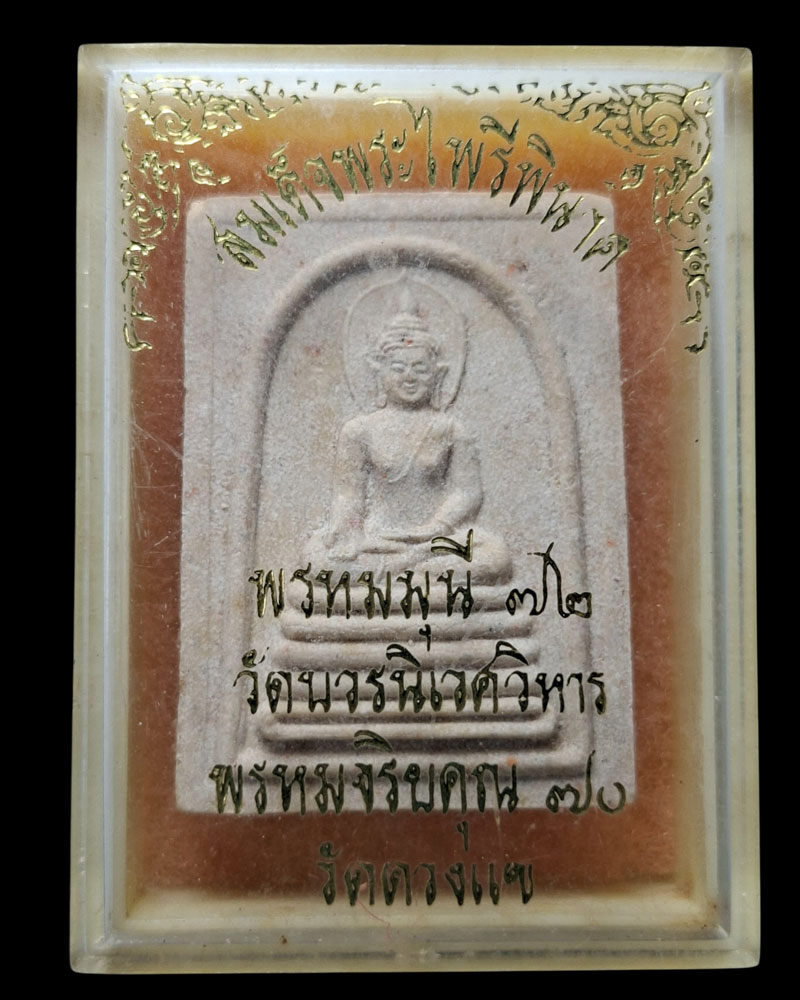 สมเด็จพระไพรีพินาศ
พรหมมุนี ๗๒
วัดบวรนิเวศวิหาร
พรหมจริยคุณ ๗๐
วัดดวงแข